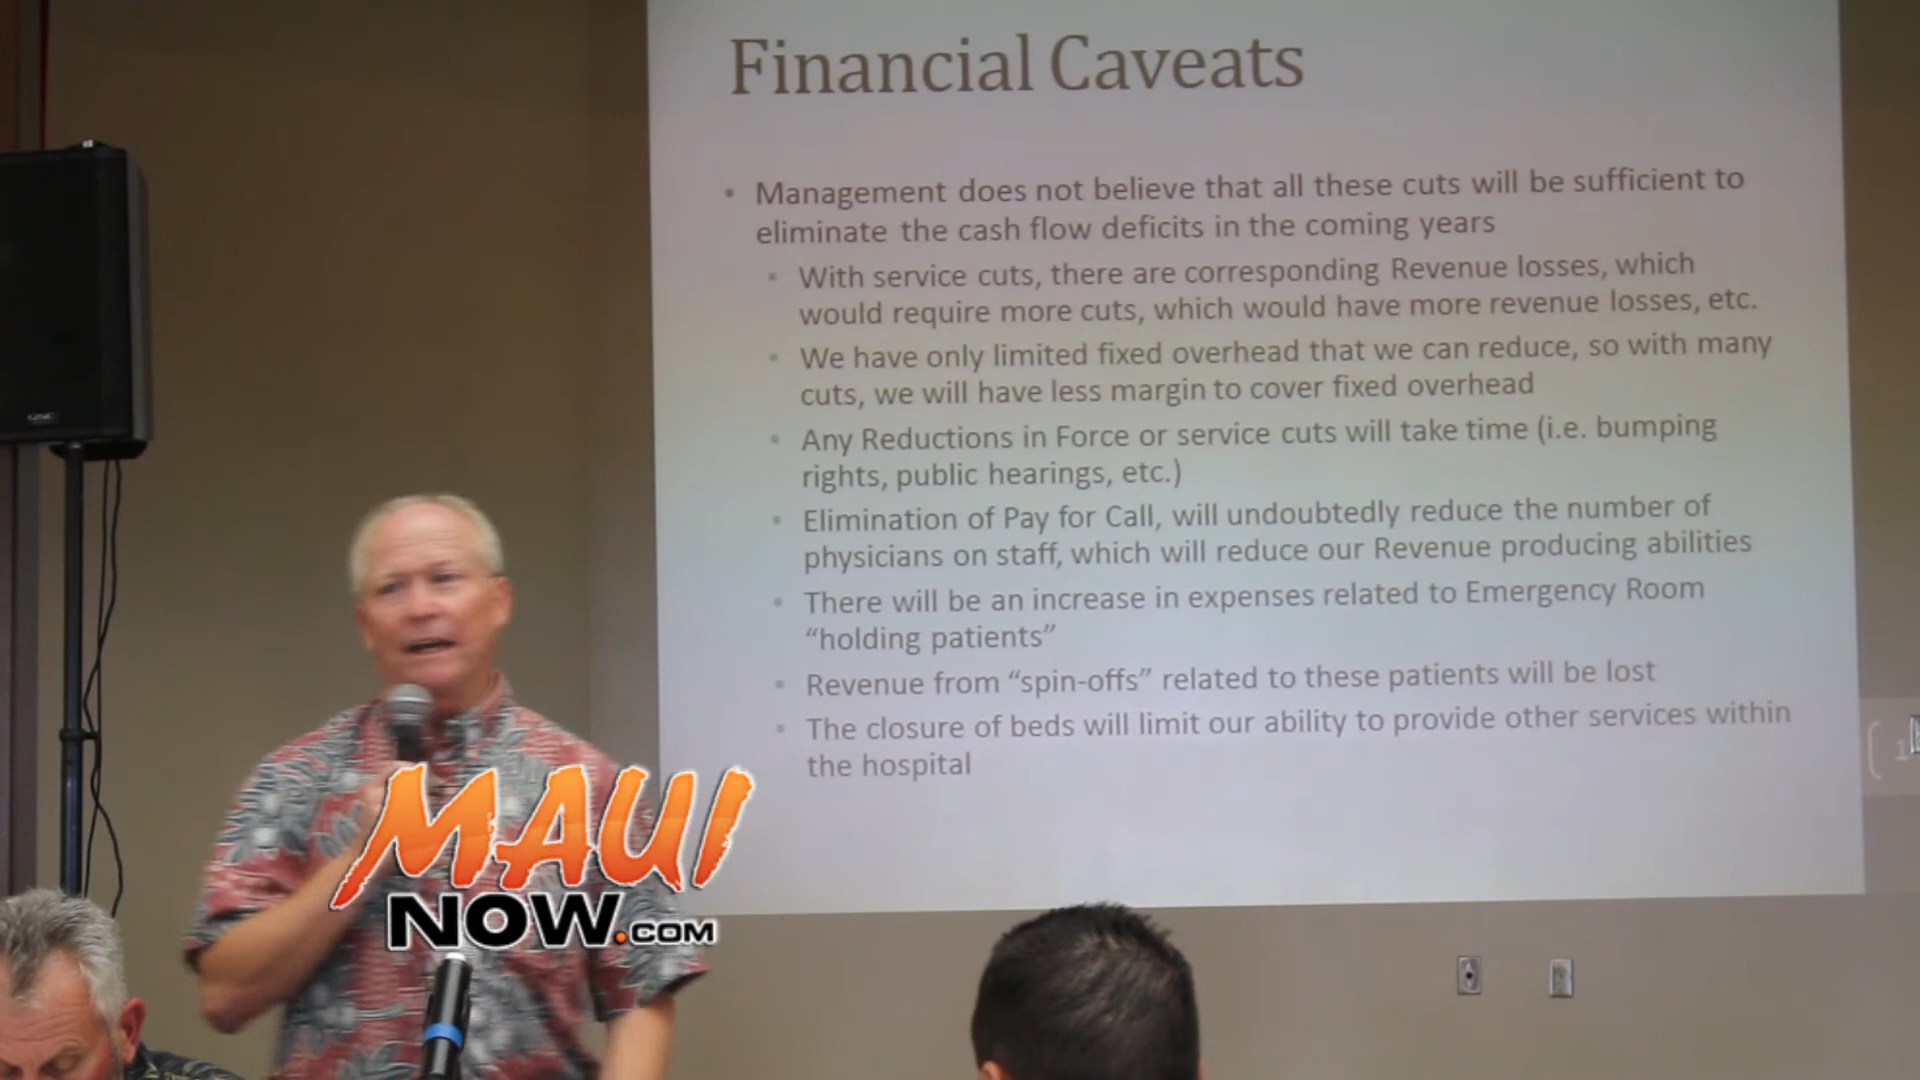 Financial Caveats
• Management does not believe that all these cuts will be sufficient to
eliminate the cash flow deficits in the coming years
• With service cuts, there are corresponding Revenue losses, which
would require more cuts, which would have more revenue losses, etc.
• We have only limited fixed overhead that we can reduce, so with many
cuts, we will have less margin to cover fixed overhead
• Any Reductions in Force or service cuts will take time (i.e. bumping
rights, public hearings, etc.)
• Elimination of Pay for Call, will undoubtedly reduce the number of
physicians on staff, which will reduce our Revenue producing abilities
• There will be an increase in expenses related to Emergency Room
“holding patients”
• Revenue from “spin-offs” related to these patients will be lost
• The closure of beds will limit our ability to provide other services within
the hospital
QSC
MAUI
NOW.COM